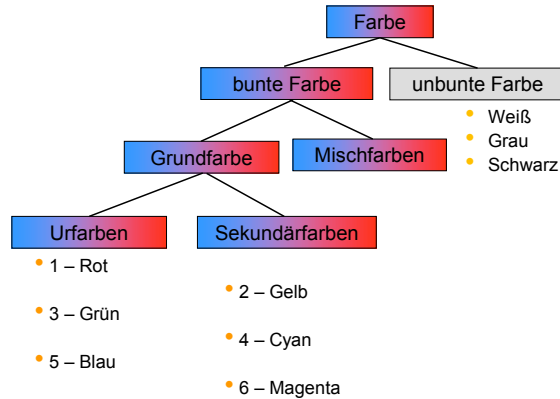 Farbe
bunte Farbe
unbunte Farbe
• Weiß
• Grau
• Schwarz
Grundfarbe
Mischfarben
Urfarben
Sekundärfarben
• 1 – Rot
• 3 – Grün
• 5 – Blau
• 2 – Gelb
• 4 – Cyan
• 6 – Magenta